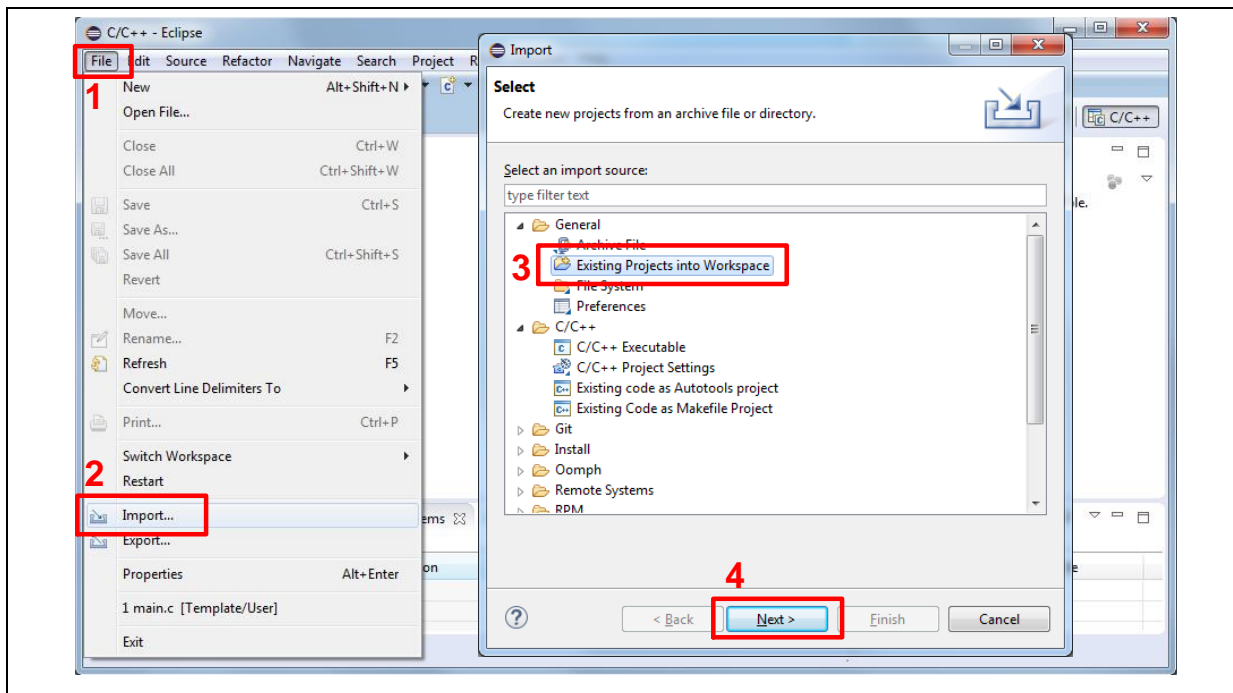 C/C++ - Eclipse
File Edit Source Refactor Navigate Search Project
1
New Alt+Shift+N
Open File...
Close Ctrl+W
Close All Ctrl+Shift+W
Save Ctrl+S
Save As...
Save All Ctrl+Shift+S
Revert
Move...
Rename... F2
Refresh F5
Convert Line Delimiters To
Print... Ctrl+P
Switch Workspace
2
Restart
Import...
Export...
Properties Alt+Enter
1 main.c [Template/User]
Exit
Import
Select
Create new projects from an archive file or directory.
Select an import source:
type filter text
General
Archive File
3
Existing Projects into Workspace
File System
Preferences
C/C++
C/C++ Executable
C/C++ Project Settings
Existing code as Autotools project
Existing Code as Makefile Project
Git
Install
Oomph
Remote Systems
RPM
4
? < Back Next > Finish Cancel
C/C++